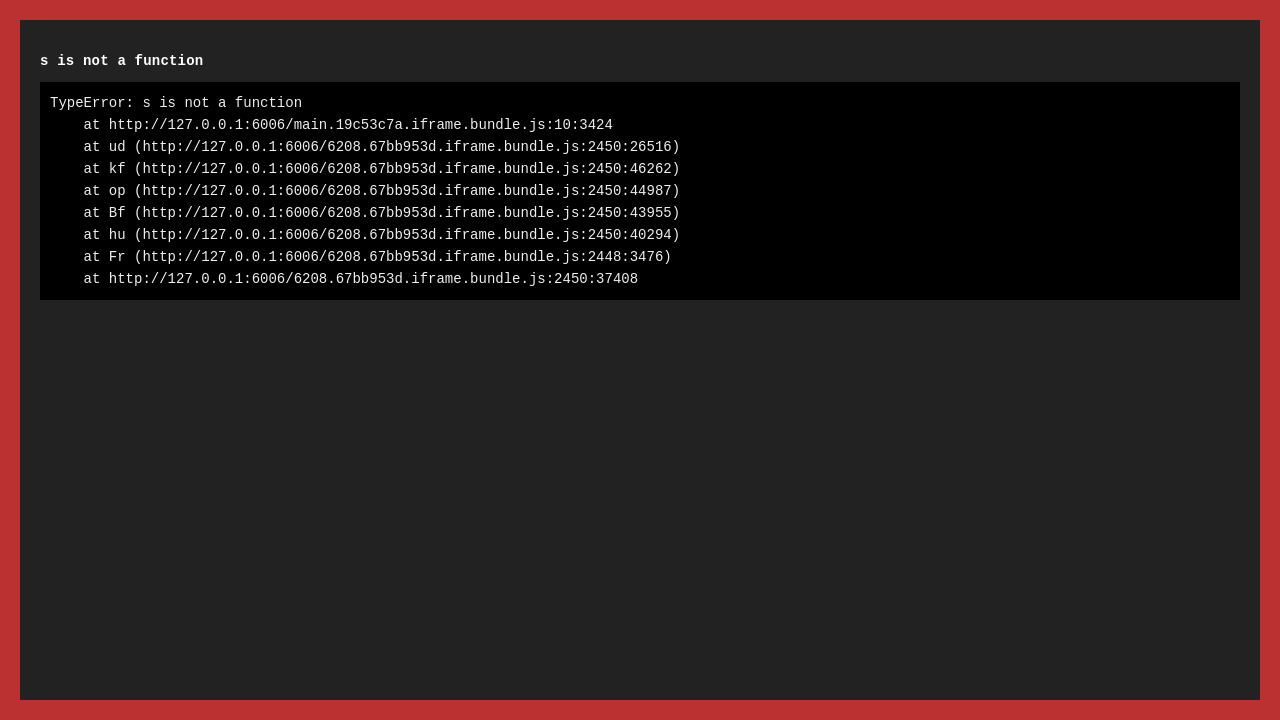 s is not a function
TypeError: s is not a function
    at http://127.0.0.1:6006/main.19c53c7a.iframe.bundle.js:10:3424
    at ud (http://127.0.0.1:6006/6208.67bb953d.iframe.bundle.js:2450:26516)
    at kf (http://127.0.0.1:6006/6208.67bb953d.iframe.bundle.js:2450:46262)
    at op (http://127.0.0.1:6006/6208.67bb953d.iframe.bundle.js:2450:44987)
    at Bf (http://127.0.0.1:6006/6208.67bb953d.iframe.bundle.js:2450:43955)
    at hu (http://127.0.0.1:6006/6208.67bb953d.iframe.bundle.js:2450:40294)
    at Fr (http://127.0.0.1:6006/6208.67bb953d.iframe.bundle.js:2448:3476)
    at http://127.0.0.1:6006/6208.67bb953d.iframe.bundle.js:2450:37408